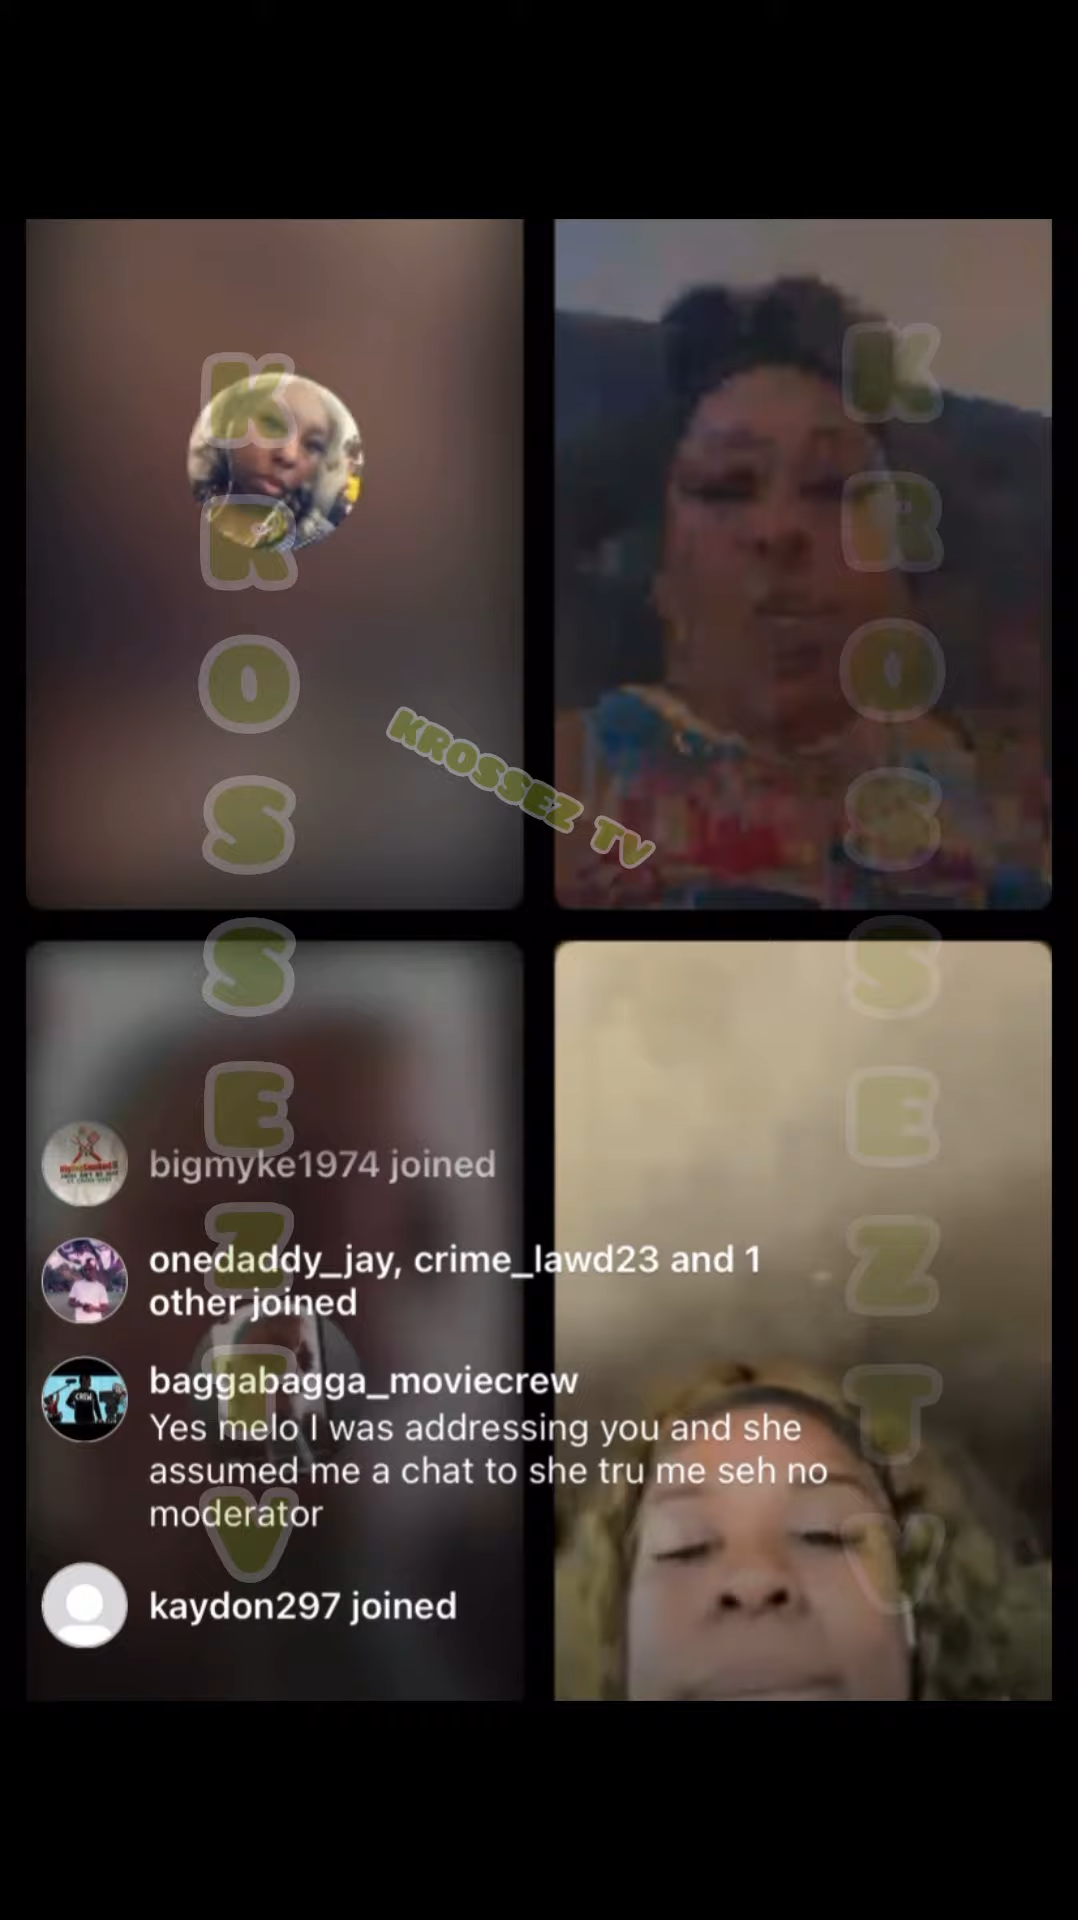 KROSSEZ TV
KROSSEZ TV
KROSSEZ TV
bigmyke1974 joined
onedaddy_jay, crime_lawd23 and 1
other joined
baggabagga_moviecrew
Yes melo I was addressing you and she
assumed me a chat to she tru me seh no
moderator
kaydon297 joined
CREW